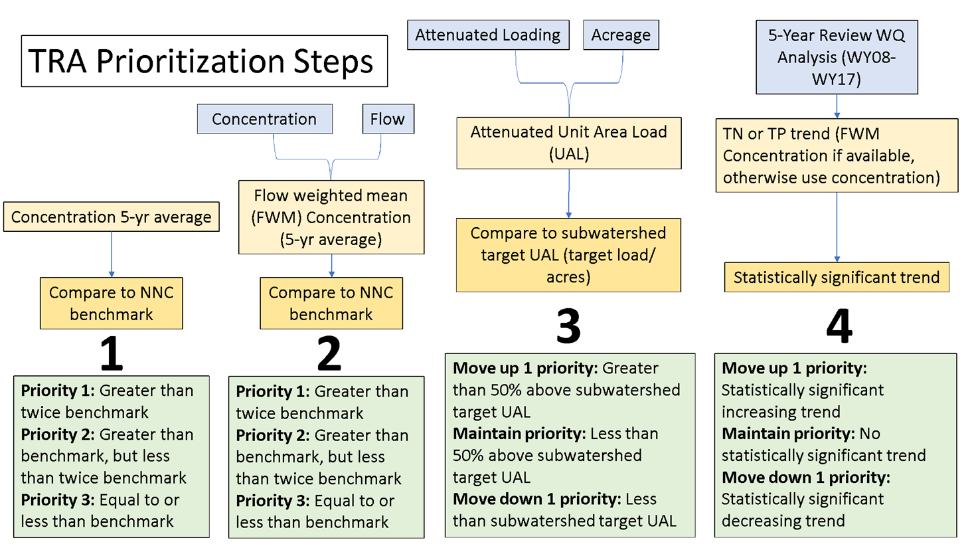 TRA Prioritization Steps
Concentration 5-yr average
Compare to NNC
benchmark
1
Priority 1: Greater than
twice benchmark
Priority 2: Greater than
benchmark, but less
than twice benchmark
Priority 3: Equal to or
less than benchmark
Concentration
Flow
Flow weighted mean
(FWM) Concentration
(5-yr average)
Compare to NNC
benchmark
2
Priority 1: Greater than
twice benchmark
Priority 2: Greater than
benchmark, but less
than twice benchmark
Priority 3: Equal to or
less than benchmark
Attenuated Loading
Acreage
Attenuated Unit Area Load
(UAL)
Compare to subwatershed
target UAL (target load/
acres)
3
Move up 1 priority: Greater
than 50% above subwatershed
target UAL
Maintain priority: Less than
50% above subwatershed
target UAL
Move down 1 priority: Less
than subwatershed target UAL
5-Year Review WQ
Analysis (WY08-
WY17)
TN or TP trend (FWM
Concentration if available,
otherwise use concentration)
Statistically significant trend
4
Move up 1 priority:
Statistically significant
increasing trend
Maintain priority: No
statistically significant trend
Move down 1 priority:
Statistically significant
decreasing trend